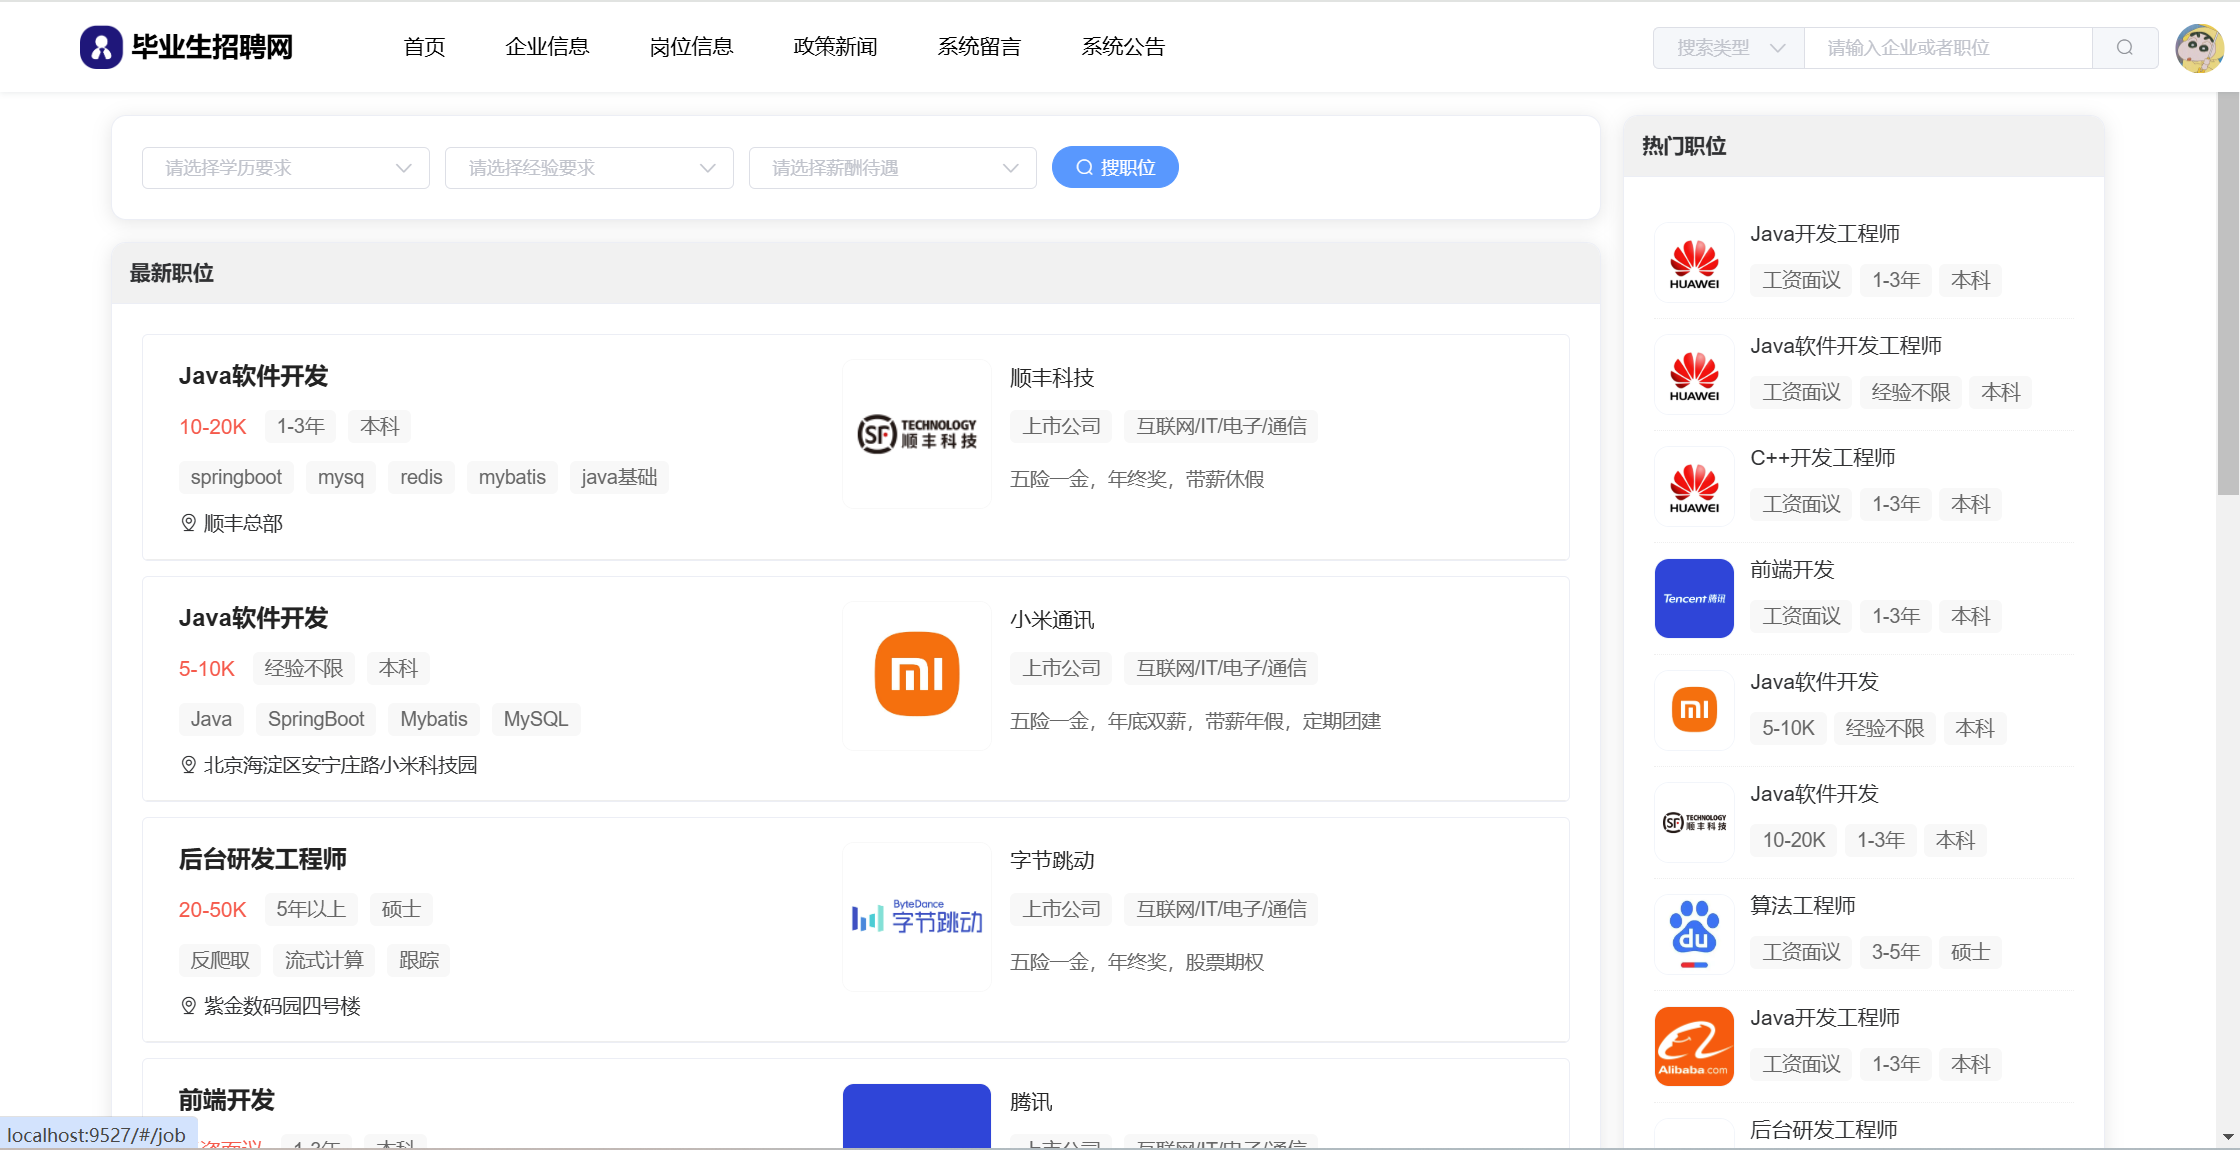 毕业生招聘网 首页 企业信息 岗位信息 政策新闻 系统留言 系统公告 搜索类型 请输入企业或者职位
请选择学历要求 请选择经验要求 请选择薪酬待遇 搜职位
最新职位
Java软件开发
10-20K 1-3年 本科
springboot mysq redis mybatis java基础
顺丰总部
SF TECHNOLOGY
顺丰科技
顺丰科技
上市公司 互联网/IT/电子/通信
五险一金，年终奖，带薪休假
Java软件开发
5-10K 经验不限 本科
Java SpringBoot Mybatis MySQL
北京海淀区安宁庄路小米科技园
mi
小米通讯
上市公司 互联网/IT/电子/通信
五险一金，年底双薪，带薪年假，定期团建
后台研发工程师
20-50K 5年以上 硕士
反爬取 流式计算 跟踪
紫金数码园四号楼
ByteDance
字节跳动
字节跳动
上市公司 互联网/IT/电子/通信
五险一金，年终奖，股票期权
前端开发
资面议 1-3年 本科
腾讯
上市公司 互联网/IT/电子/通信
热门职位
HUAWEI
Java开发工程师
工资面议 1-3年 本科
HUAWEI
Java软件开发工程师
工资面议 经验不限 本科
HUAWEI
C++开发工程师
工资面议 1-3年 本科
Tencent 腾讯
前端开发
工资面议 1-3年 本科
mi
Java软件开发
5-10K 经验不限 本科
SF TECHNOLOGY
顺丰科技
Java软件开发
10-20K 1-3年 本科
du
算法工程师
工资面议 3-5年 硕士
Alibaba.com
Java开发工程师
工资面议 1-3年 本科
后台研发工程师
localhost:9527/#/job